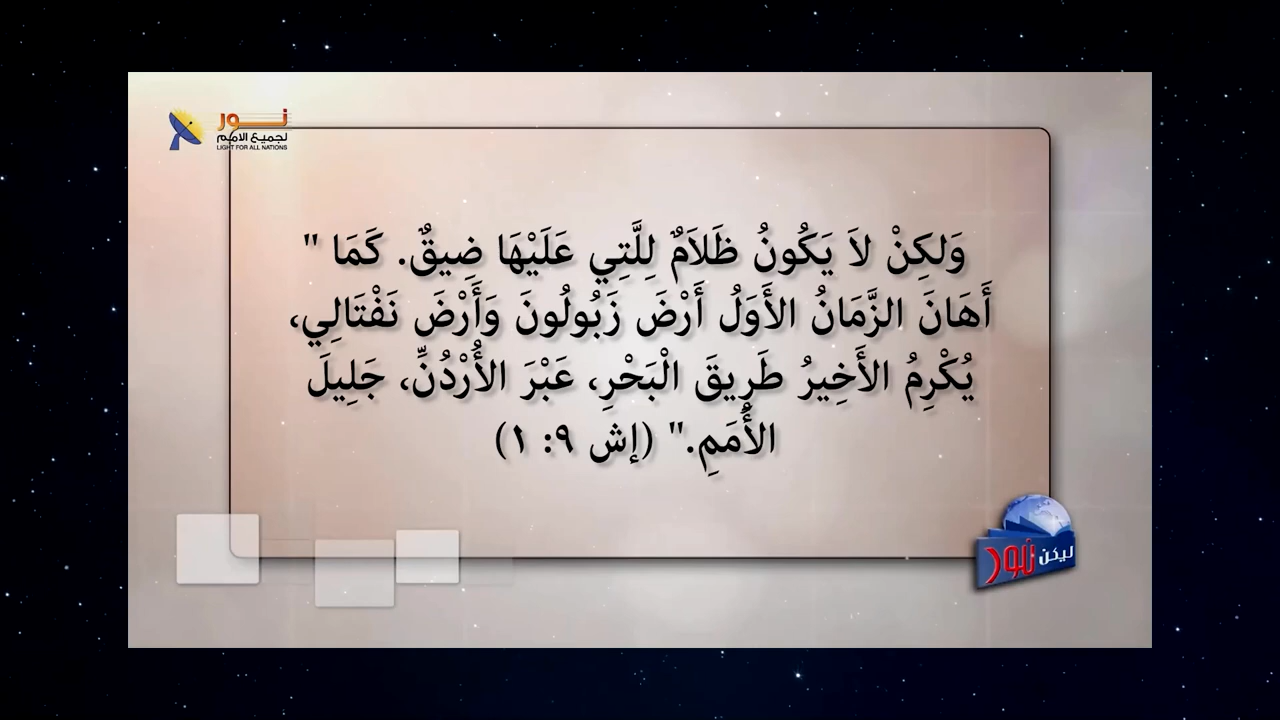 نور
لجميع الامم
LIGHT FOR ALL NATIONS
وَلكِنْ لاَ يَكُونُ ظَلاَمٌ لِلَّتِي عَلَيْهَا ضِيقٌ. كَمَا "
أَهَانَ الزَّمَانُ الأَوَلُ أَرْضَ زَبُولُونَ وَأَرْضَ نَفْتَالِي،
يُكْرِمُ الأَخِيرُ طَرِيقَ الْبَحْرِ، عَبْرَ الأُرْدُنِّ، جَلِيلَ
الأُمَمِ." (إش ٩: ١)
ليكن نور